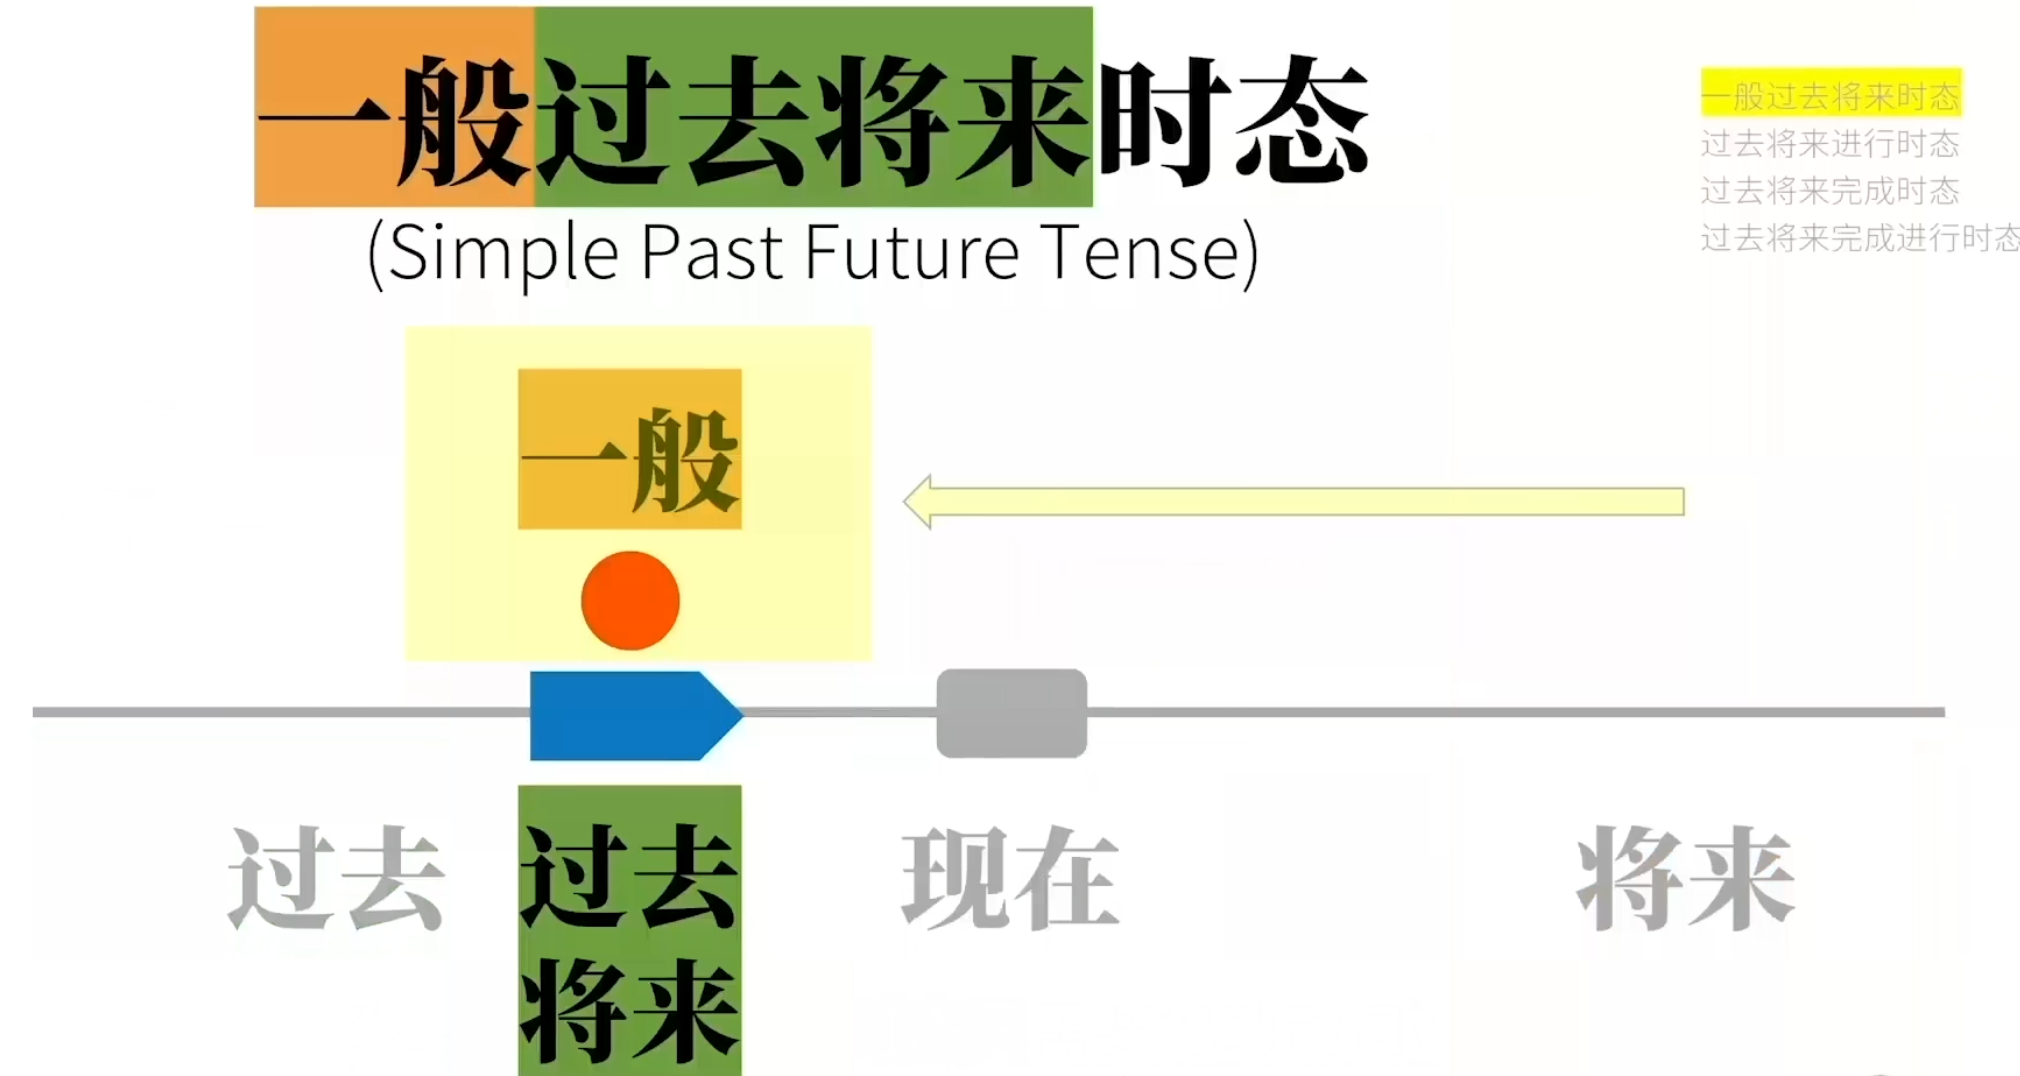 一般过去将来时态
(Simple Past Future Tense)
一般过去将来时态
过去将来进行时态
过去将来完成时态
过去将来完成进行时态
一般
过去
过去
将来
现在
将来